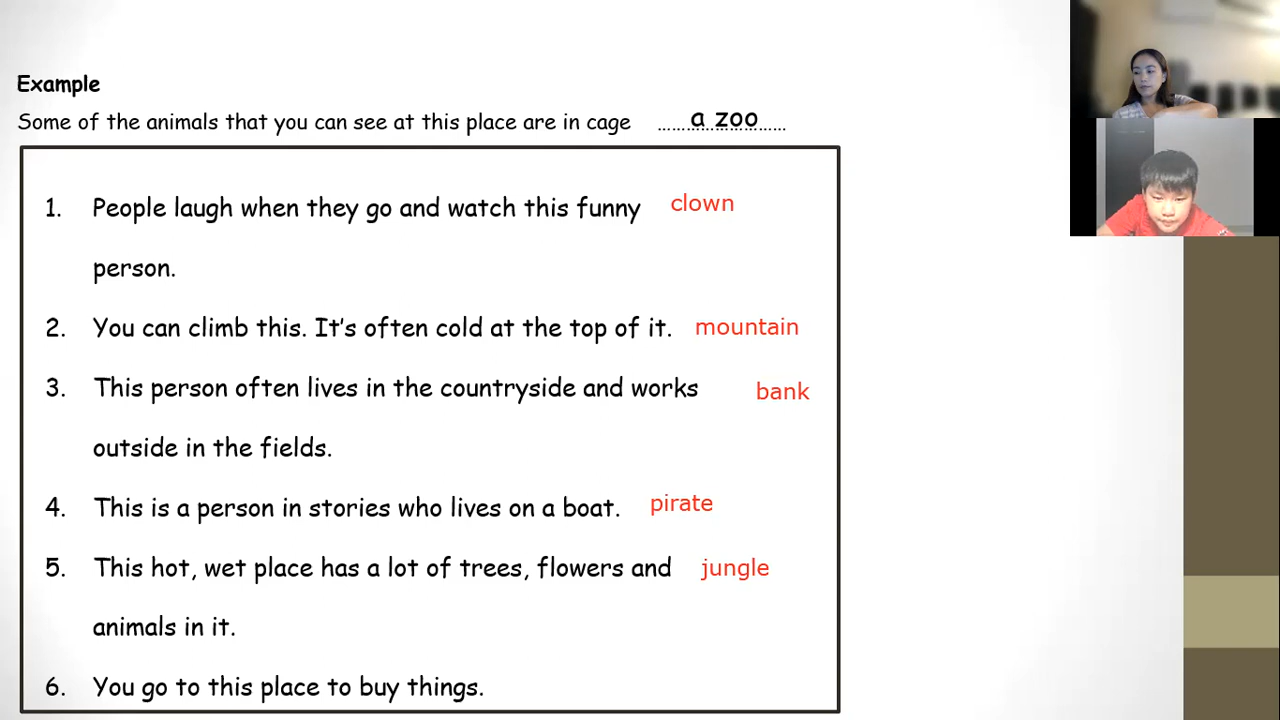 Example
Some of the animals that you can see at this place are in cage ……a zoo……
1. People laugh when they go and watch this funny clown
person.
2. You can climb this. It's often cold at the top of it. mountain
3. This person often lives in the countryside and works bank
outside in the fields.
4. This is a person in stories who lives on a boat. pirate
5. This hot, wet place has a lot of trees, flowers and jungle
animals in it.
6. You go to this place to buy things.